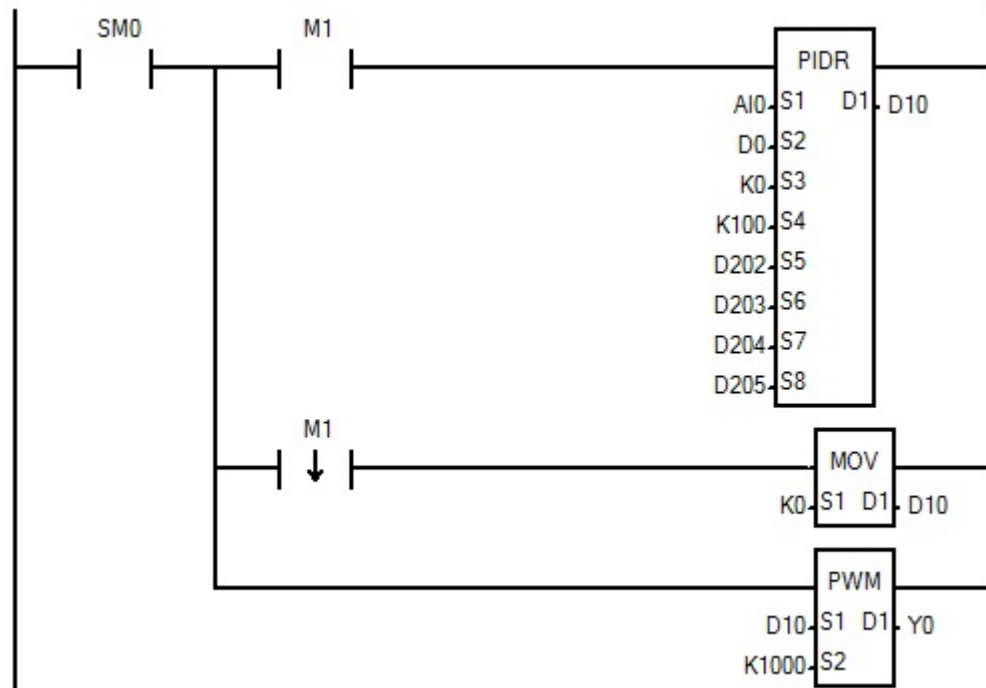 SM0 M1
PIDR
AI0 S1 D1 D10
D0 S2
K0 S3
K100 S4
D202 S5
D203 S6
D204 S7
D205 S8
M1
MOV
K0 S1 D1 D10
PWM
D10 S1 D1 Y0
K1000 S2